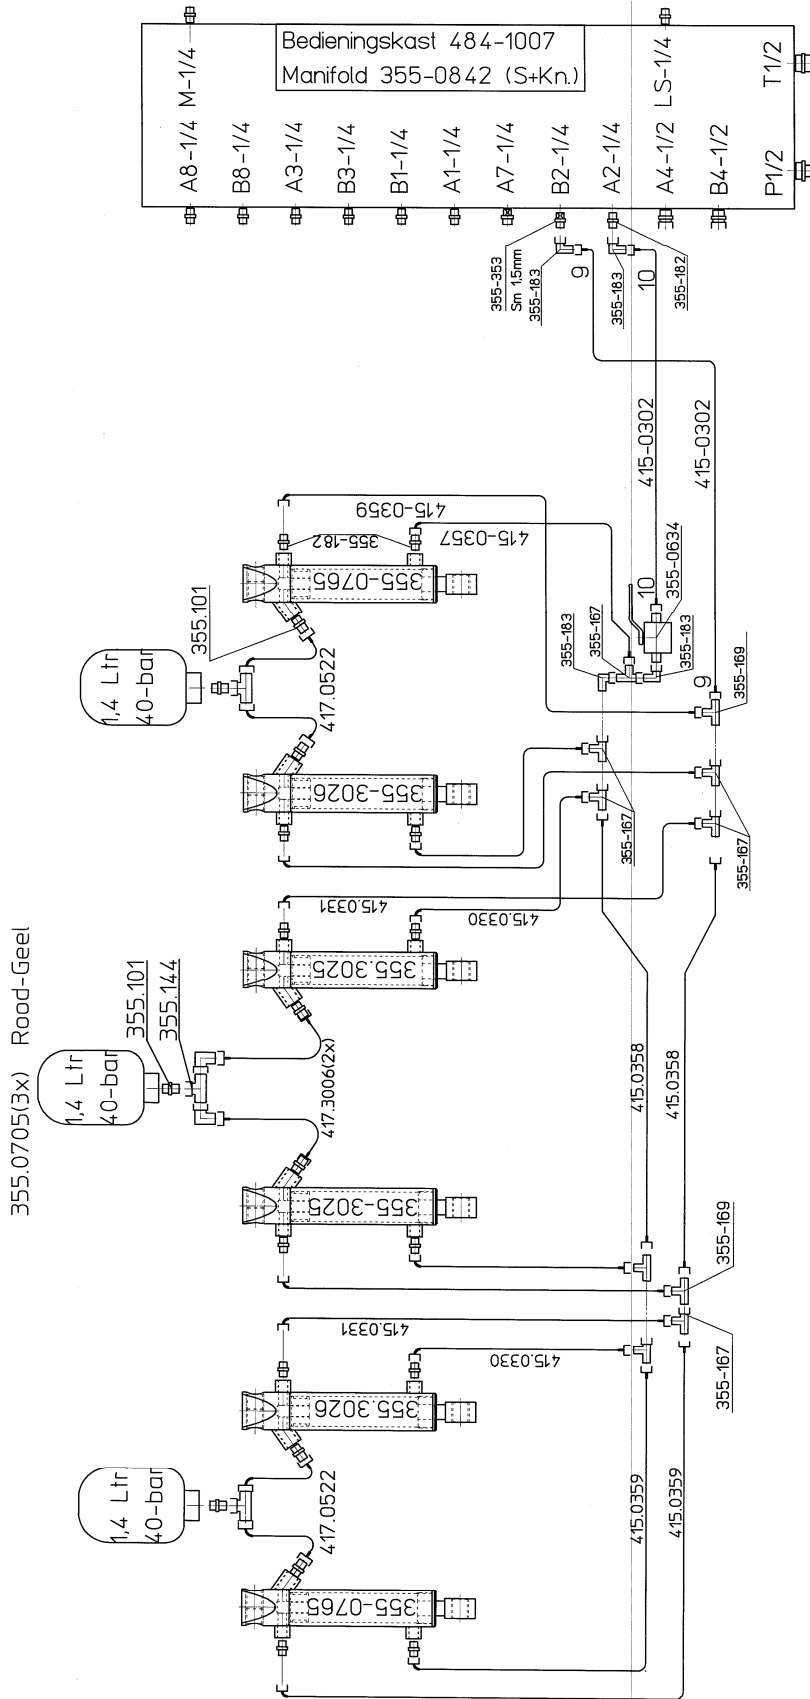 Bedieningskast 484-1007
Manifold 355-0842 (S+Kn.)
M-1/4
LS-1/4
T1/2
A8-1/4
B8-1/4
A3-1/4
B3-1/4
B1-1/4
A1-1/4
A7-1/4
B2-1/4
A2-1/4
A4-1/2
B4-1/2
P1/2
355-353
Sm 1,5mm
355-183
9
355-183
10
355-182
415-0302
415-0302
415-0359
355-182
415-0357
355-0765
355.101
1,4 Ltr
40-bar
417.0522
10
355-0634
355-183
355-167
355-183
9
355-169
355-3026
355-167
355-167
415.0331
415.0330
355.3025
355.0705(3x) Rood-Geel
355.101
355.144
1,4 Ltr
40-bar
417.3006(2x)
415.0358
415.0358
355-3025
355-169
355-167
415.0331
415.0330
355.3026
1,4 Ltr
40-bar
417.0522
415.0359
415.0359
355-0765